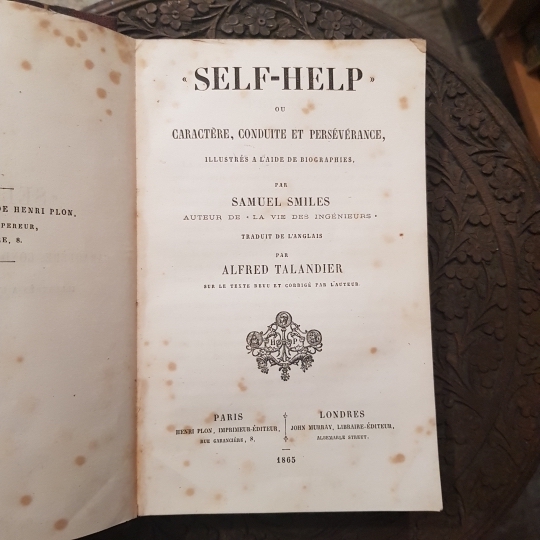 DE HENRI PLON,
PEREUR,
E, 8.
« SELF-HELP »
OU
CARACTÈRE, CONDUITE ET PERSÉVÉRANCE,
ILLUSTRÉS A L'AIDE DE BIOGRAPHIES,
PAR
SAMUEL SMILES
AUTEUR DE « LA VIE DES INGÉNIEURS »
TRADUIT DE L'ANGLAIS
PAR
ALFRED TALANDIER
SUR LE TEXTE REVU ET CORRIGÉ PAR L'AUTEUR.
H P
PARIS
HENRI PLON, IMPRIMEUR-ÉDITEUR,
RUE GARANCIÈRE, 8.
LONDRES
JOHN MURRAY, LIBRAIRE-ÉDITEUR,
ALBEMARLE STREET.
1865